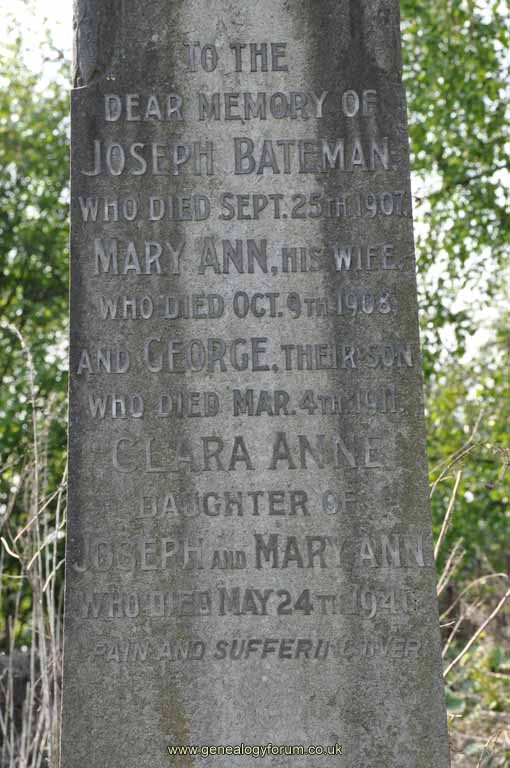 TO THE
DEAR MEMORY OF
JOSEPH BATEMAN,
WHO DIED SEPT. 25TH 1907.
MARY ANN, HIS WIFE,
WHO DIED OCT. 9TH 1908,
AND GEORGE, THEIR SON
WHO DIED MAR. 4TH 1911.
CLARA ANNE
DAUGHTER OF
JOSEPH AND MARY ANN
WHO DIED MAY 24TH 1941.
PAIN AND SUFFERING OVER
www.genealogyforum.co.uk